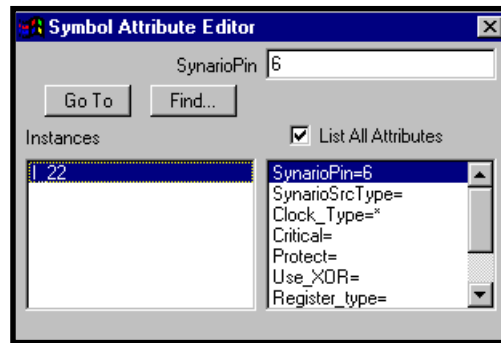 Symbol Attribute Editor
SynarioPin 6
Go To Find...
Instances List All Attributes
I_22
SynarioPin=6
SynarioSrcType=
Clock_Type=*
Critical=
Protect=
Use_XOR=
Register_type=